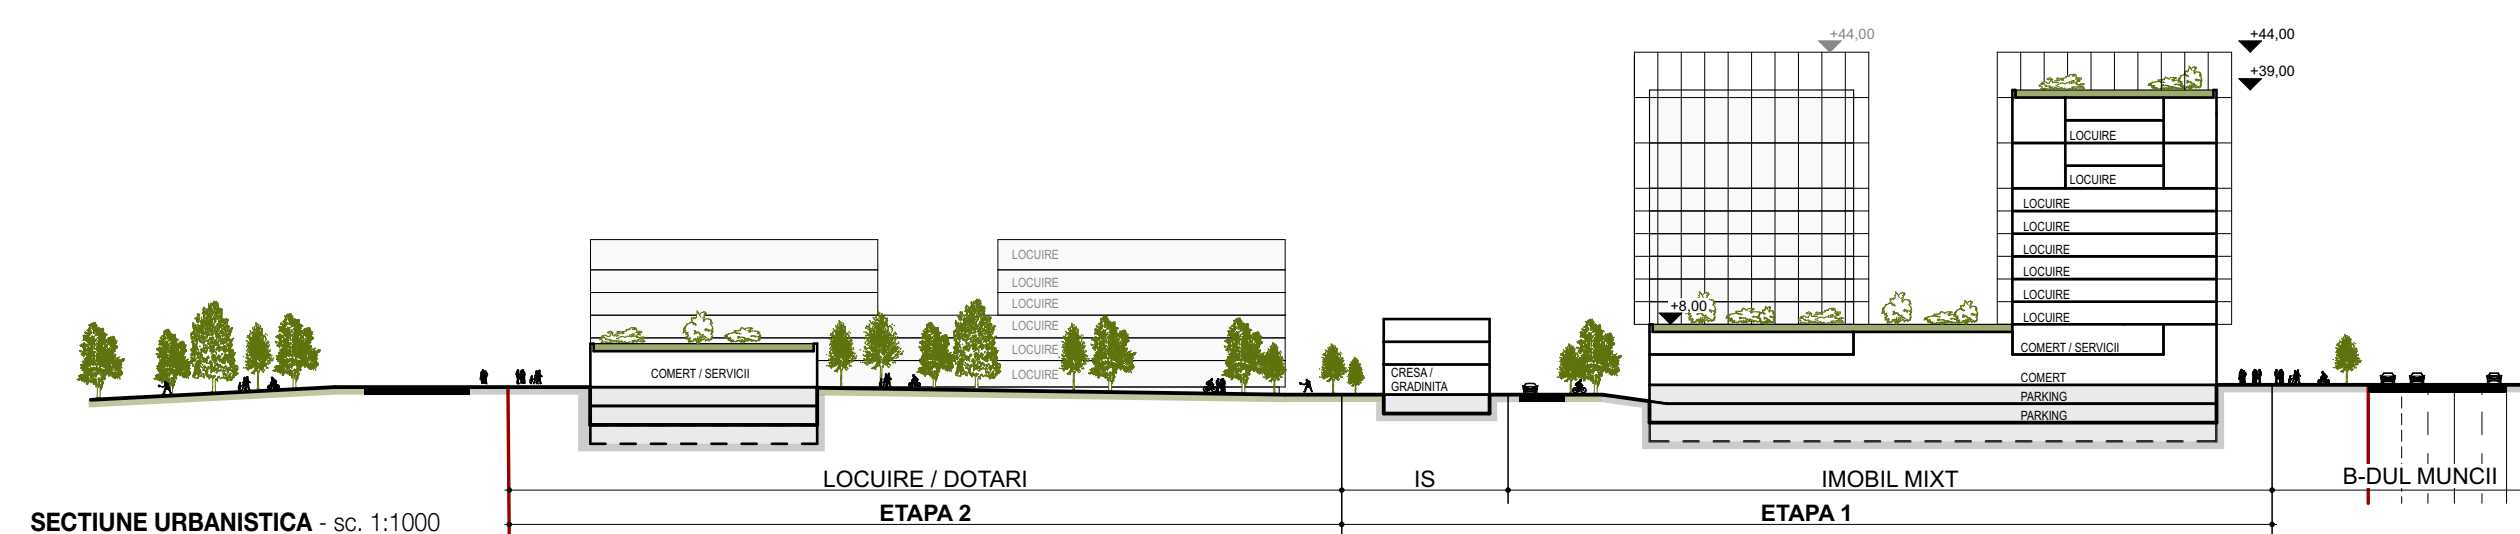 +44,00
+44,00
+39,00
LOCUIRE
LOCUIRE
LOCUIRE
LOCUIRE
LOCUIRE
LOCUIRE
LOCUIRE
LOCUIRE
COMERT / SERVICII
COMERT
PARKING
PARKING
+8,00
LOCUIRE
LOCUIRE
LOCUIRE
LOCUIRE
LOCUIRE
LOCUIRE
COMERT / SERVICII
CRESA /
GRADINITA
LOCUIRE / DOTARI
IS
IMOBIL MIXT
B-DUL MUNCII
ETAPA 2
ETAPA 1
SECTIUNE URBANISTICA - sc. 1:1000